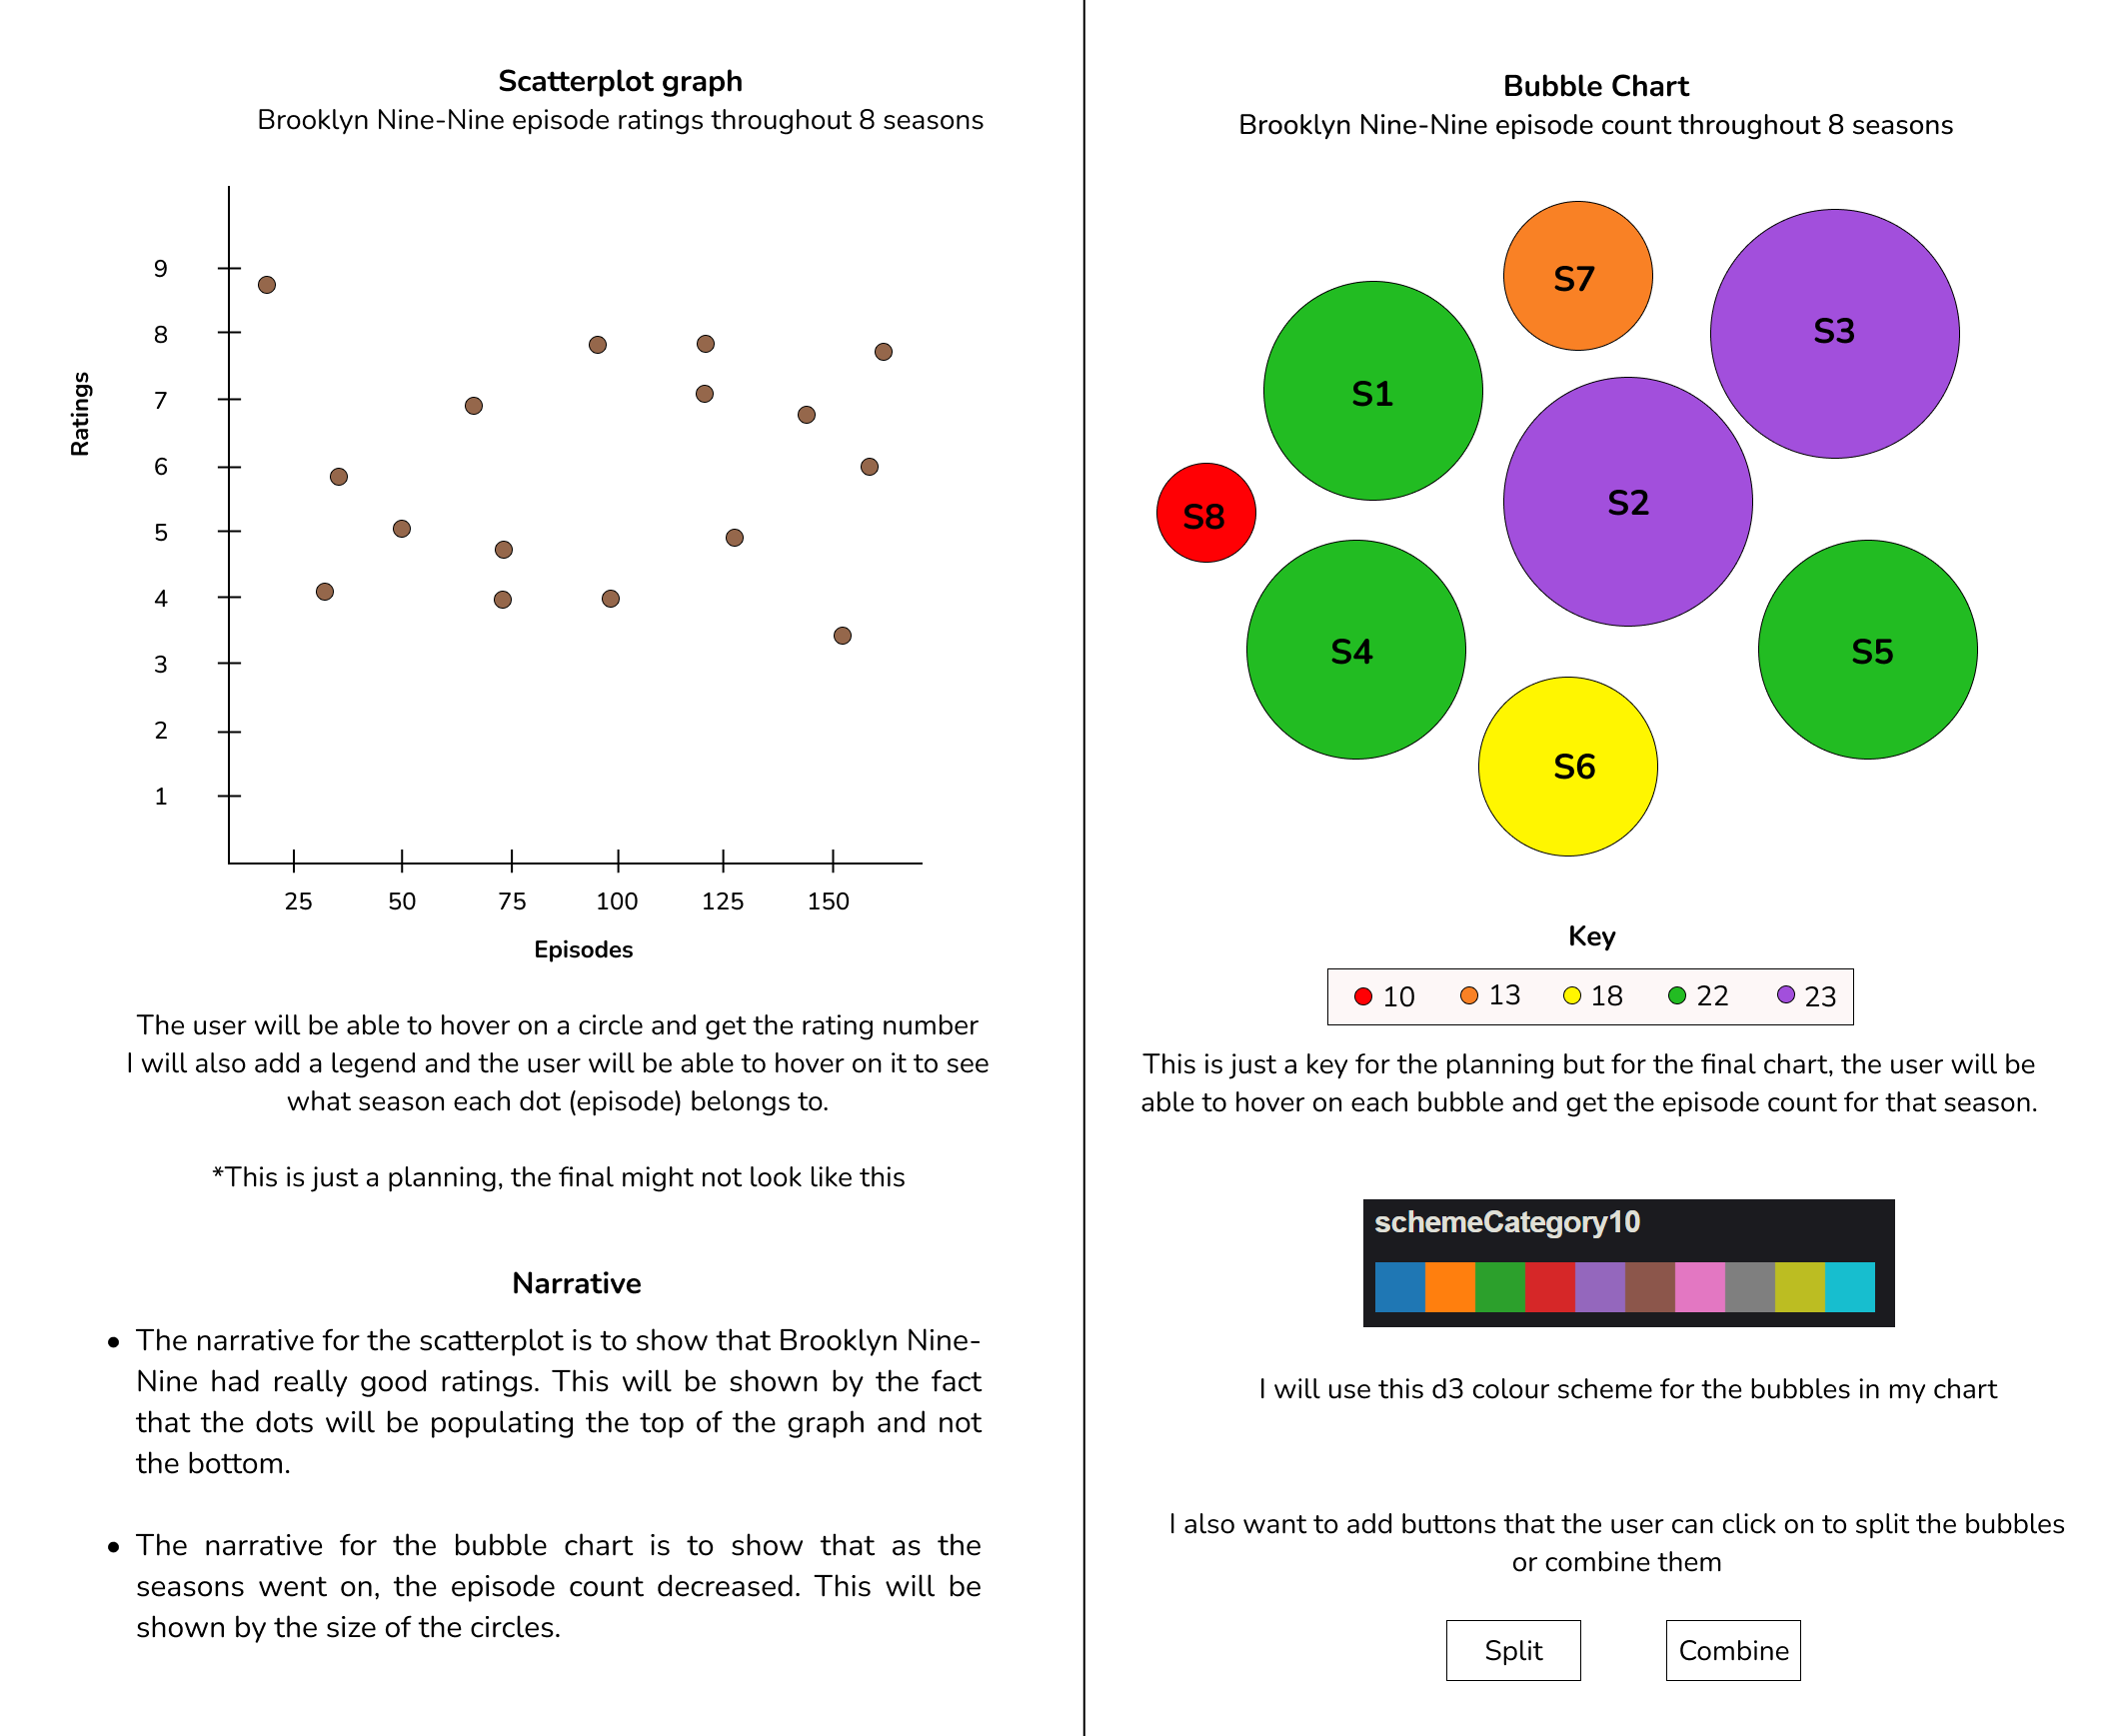 Scatterplot graph
Brooklyn Nine-Nine episode ratings throughout 8 seasons
9
8
7
6
5
4
3
2
1
Ratings
25 50 75 100 125 150
Episodes
The user will be able to hover on a circle and get the rating number
I will also add a legend and the user will be able to hover on it to see
what season each dot (episode) belongs to.
*This is just a planning, the final might not look like this
Narrative
• The narrative for the scatterplot is to show that Brooklyn Nine-
Nine had really good ratings. This will be shown by the fact
that the dots will be populating the top of the graph and not
the bottom.
• The narrative for the bubble chart is to show that as the
seasons went on, the episode count decreased. This will be
shown by the size of the circles.
Bubble Chart
Brooklyn Nine-Nine episode count throughout 8 seasons
S7
S3
S1
S2
S8
S4
S5
S6
Key
10 13 18 22 23
This is just a key for the planning but for the final chart, the user will be
able to hover on each bubble and get the episode count for that season.
schemeCategory10
I will use this d3 colour scheme for the bubbles in my chart
I also want to add buttons that the user can click on to split the bubbles
or combine them
Split Combine